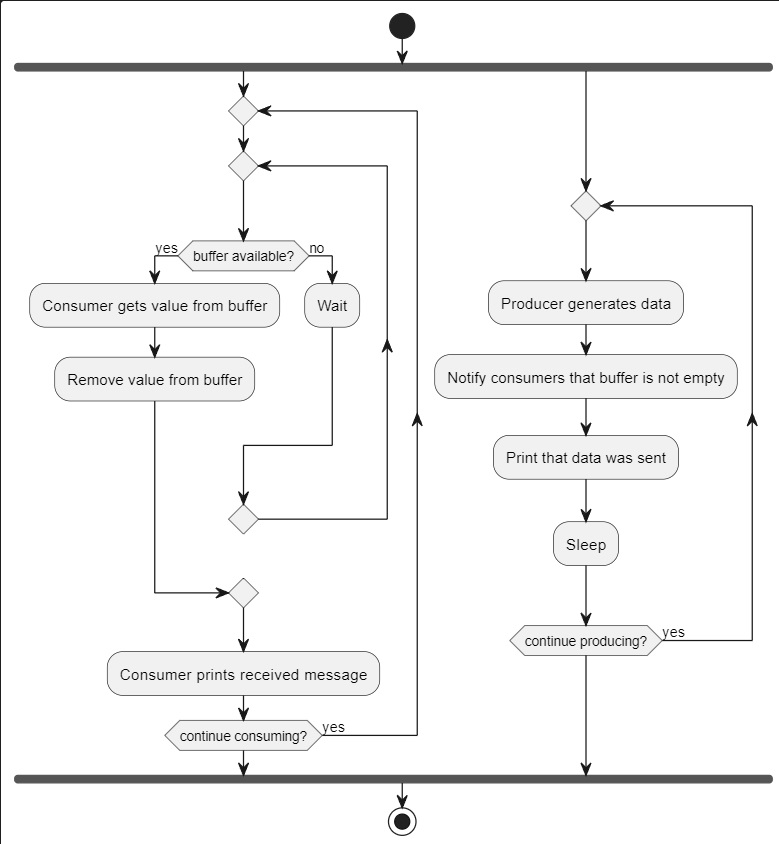 yes
buffer available?
no
Consumer gets value from buffer
Wait
Remove value from buffer
Consumer prints received message
continue consuming?
yes
Producer generates data
Notify consumers that buffer is not empty
Print that data was sent
Sleep
continue producing?
yes